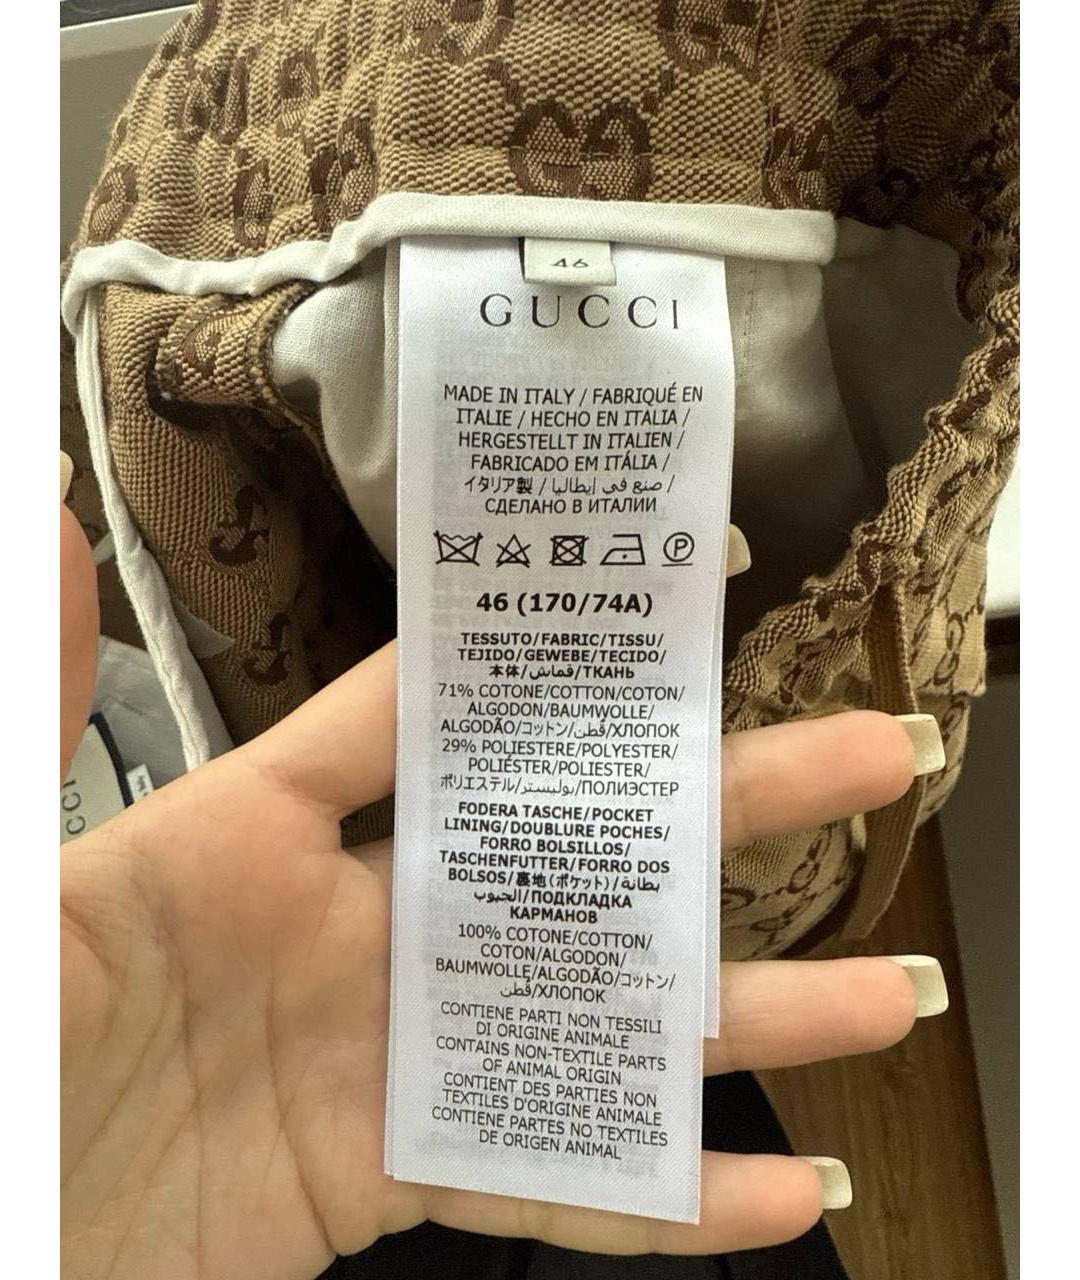 46
GUCCI
MADE IN ITALY / FABRIQUÉ EN
ITALIE / HECHO EN ITALIA /
HERGESTELLT IN ITALIEN /
FABRICADO EM ITÁLIA /
イタリア製 / صنع في إيطاليا /
СДЕЛАНО В ИТАЛИИ
P
46 (170/74A)
TESSUTO/FABRIC/TISSU/
TEJIDO/GEWEBE/TECIDO/
本体/قماش/ТКАНЬ
71% COTONE/COTTON/COTON/
ALGODON/BAUMWOLLE/
ALGODÃO/コットン/قطن/ХЛОПОК
29% POLIESTERE/POLYESTER/
POLIÉSTER/POLIESTER/
ポリエステル/بوليستر/ПОЛИЭСТЕР
FODERA TASCHE/POCKET
LINING/DOUBLURE POCHES/
FORRO BOLSILLOS/
TASCHENFUTTER/FORRO DOS
BOLSOS/裏地(ポケット)/بطانة
الجيوب/ПОДКЛАДКА
КАРМАНОВ
100% COTONE/COTTON/
COTON/ALGODON/
BAUMWOLLE/ALGODÃO/コットン/
قطن/ХЛОПОК
CONTIENE PARTI NON TESSILI
DI ORIGINE ANIMALE
CONTAINS NON-TEXTILE PARTS
OF ANIMAL ORIGIN
CONTIENT DES PARTIES NON
TEXTILES D'ORIGINE ANIMALE
CONTIENE PARTES NO TEXTILES
DE ORIGEN ANIMAL